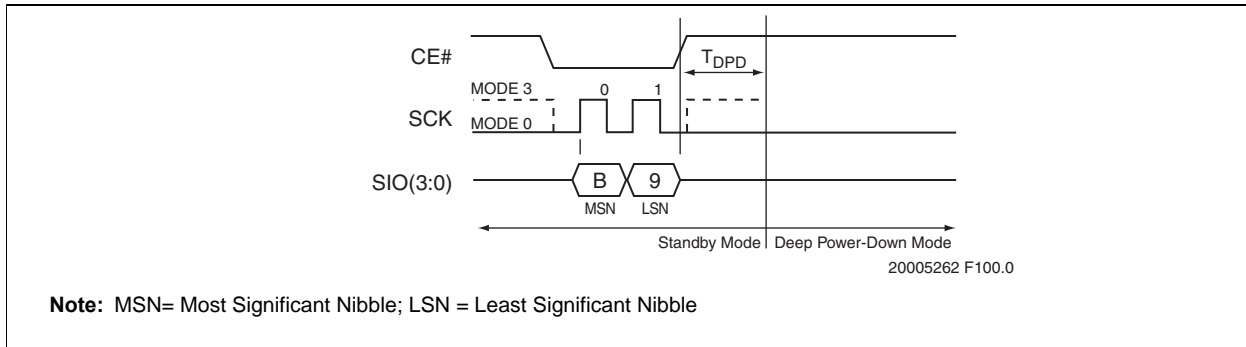 CE#
TDPD
MODE 3
0 1
SCK
MODE 0
SIO(3:0)
B 9
MSN LSN
Standby Mode Deep Power-Down Mode
20005262 F100.0
Note: MSN= Most Significant Nibble; LSN = Least Significant Nibble